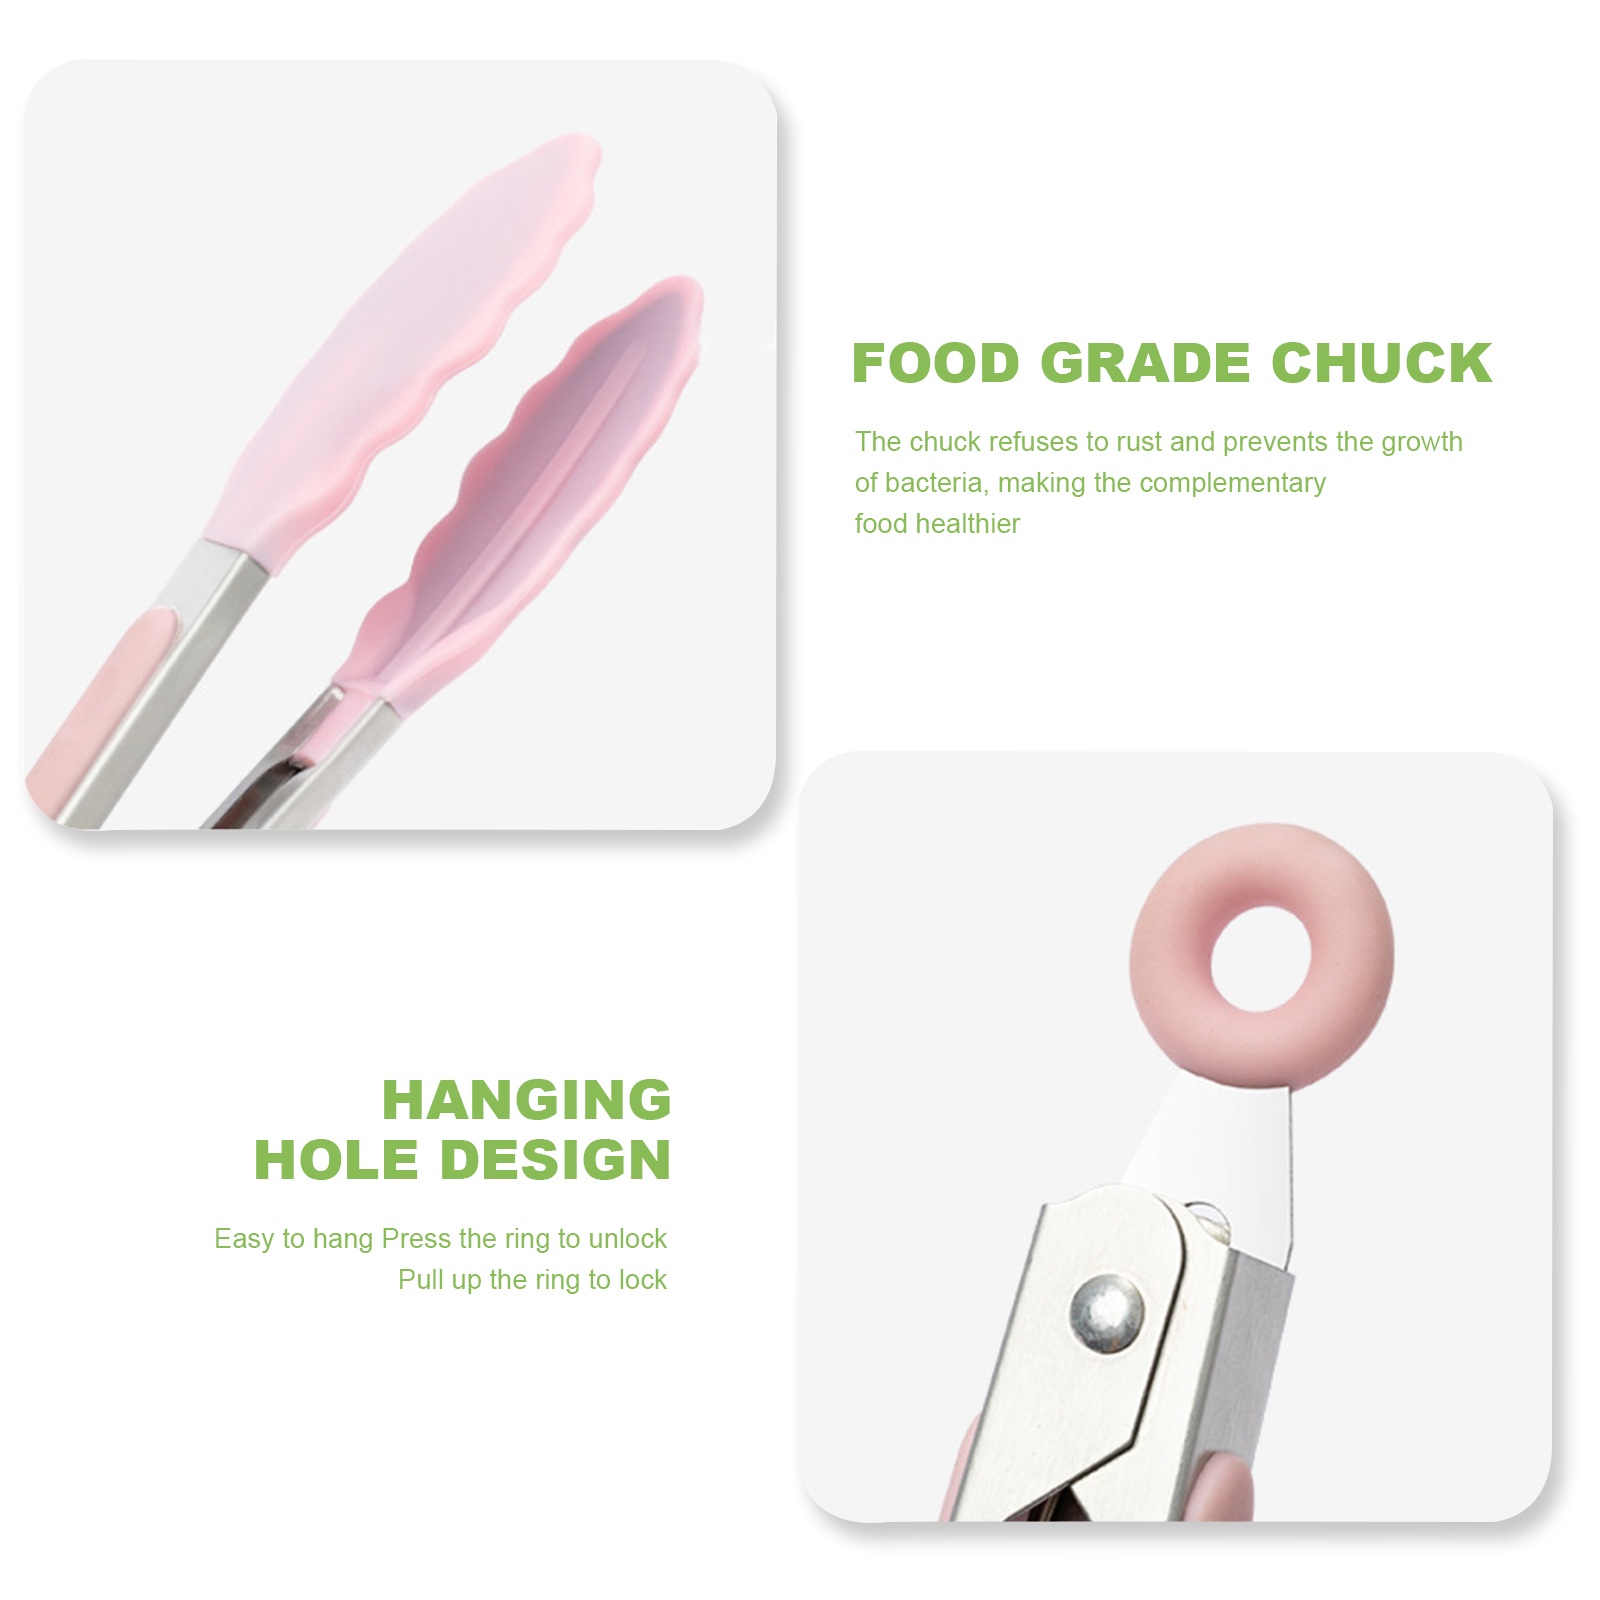 FOOD GRADE CHUCK
The chuck refuses to rust and prevents the growth
of bacteria, making the complementary
food healthier
HANGING
HOLE DESIGN
Easy to hang Press the ring to unlock
Pull up the ring to lock